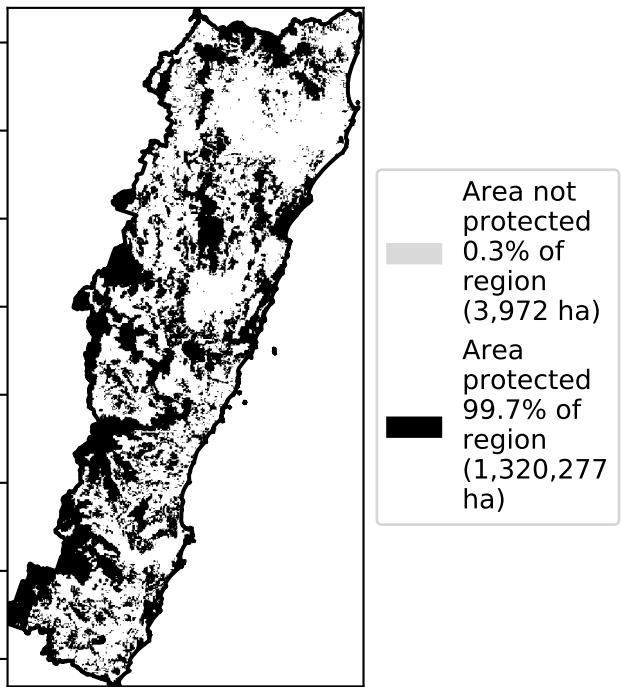 Area not
protected
0.3% of
region
(3,972 ha)
Area
protected
99.7% of
region
(1,320,277
ha)